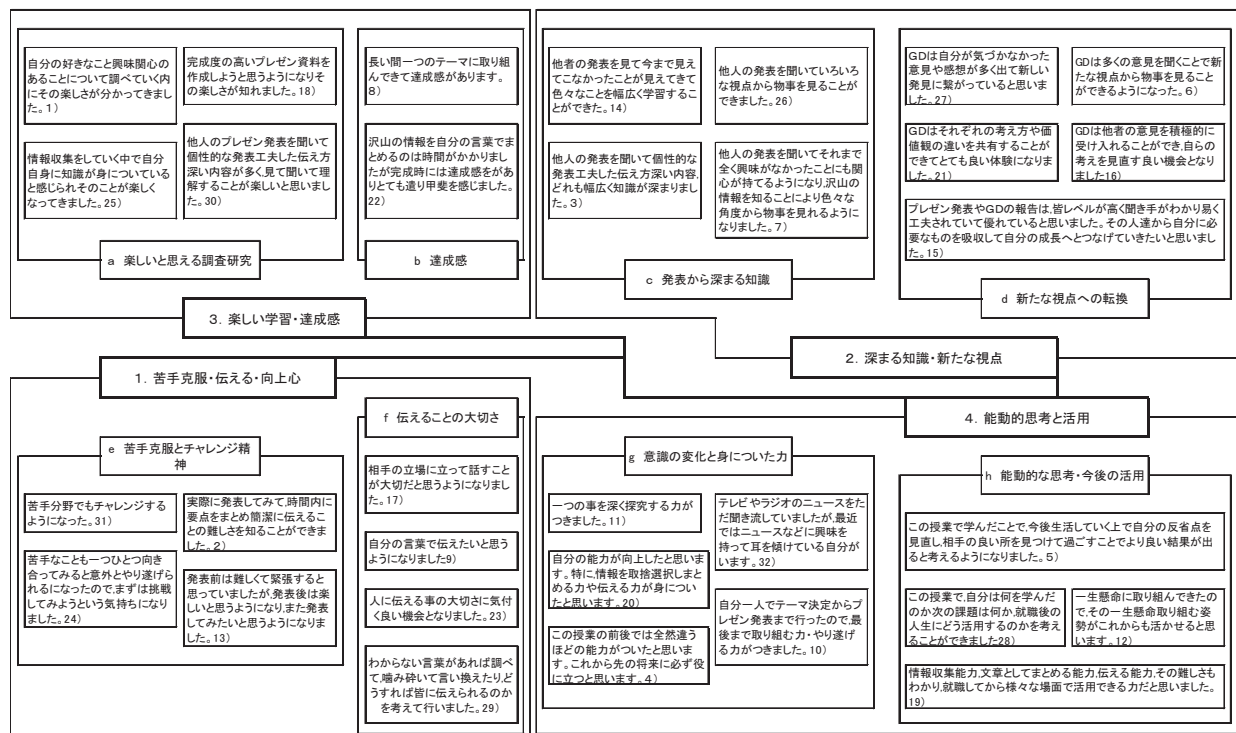 自分の好きなこと興味関心の
あることについて調べていく内
にその楽しさが分かってきまし
た。1)
完成度の高いプレゼン資料を
作成しようと思うようになりそ
の楽しさが知れました。18)
情報収集をしていく中で自分
自身に知識が身についている
と感じられそのことが楽しく
なってきました。25)
他人のプレゼン発表を聞いて
個性的な発表工夫した伝え方
深い内容が多く、見て聞いて理
解することが楽しいと思いまし
た。30)
a 楽しいと思える調査研究
長い間一つのテーマに取り組
んできて達成感があります。
8)
沢山の情報を自分の言葉でま
とめるのは時間がかかりまし
たが完成時には達成感をがあ
りとても遣り甲斐を感じました。
22)
b 達成感
3. 楽しい学習・達成感
他者の発表を見て今まで見え
てこなかったことが見えてきて
色々なことを幅広く学習するこ
とができた。14)
他人の発表を聞いていろいろ
な視点から物事を見ることが
できました。26)
他人の発表を聞いて個性的な
発表工夫した伝え方深い内容、
どれも幅広く知識が深まりまし
た。3)
他人の発表を聞いてそれまで
全く興味がなかったことにも関
心が持てるようになり、沢山の
情報を知ることにより色々な
角度から物事を見れるように
なりました。7)
c 発表から深まる知識
GDは自分が気づかなかった
意見や感想が多く出て新しい
発見に繋がっていると思いまし
た。27)
GDは多くの意見を聞くことで新
たな視点から物事を見ること
ができるようになった。6)
GDはそれぞれの考え方や価
値観の違いを共有することが
できてとても良い体験になりま
した。21)
GDは他者の意見を積極的に
受け入れることができ、自らの
考えを見直す良い機会となりま
した16)
プレゼン発表やGDの報告は、皆レベルが高く聞き手がわかり易く
工夫されていて優れていると思いました。その人達から自分に必
要なものを吸収して自分の成長へとつなげていきたいと思いまし
た。15)
d 新たな視点への転換
2. 深まる知識・新たな視点
1. 苦手克服・伝える・向上心
e 苦手克服とチャレンジ精
神
苦手分野でもチャレンジする
ようになった。31)
実際に発表してみて、時間内に
要点をまとめ簡潔に伝えるこ
との難しさを知ることができま
した。2)
苦手なことも一つひとつ向き
合ってみると意外とやり遂げら
れるになったので、まずは挑戦
してみようという気持ちになり
ました。24)
発表前は難しくて緊張すると
思っていましたが、発表後は楽
しいと思うようになり、また発表
してみたいと思うようになりまし
た。13)
f 伝えることの大切さ
相手の立場に立って話すこと
が大切だと思うようになりまし
た。17)
自分の言葉で伝えたいと思う
ようになりました9)
人に伝える事の大切さに気付
く良い機会となりました。23)
わからない言葉があれば調べ
て、噛み砕いて言い換えたり、ど
うすれば皆に伝えられるのか
を考えて行いました。29)
4. 能動的思考と活用
g 意識の変化と身についた力
一つの事を深く探究する力が
つきました。11)
テレビやラジオのニュースをた
だ聞き流していましたが、最近
ではニュースなどに興味を
持って耳を傾けている自分が
います。32)
自分の能力が向上したと思いま
す。特に、情報を取捨選択しまと
める力や伝える力が身につい
たと思います。20)
自分一人でテーマ決定からプ
レゼン発表まで行ったので、最
後まで取り組む力・やり遂げ
る力がつきました。10)
この授業の前後では全然違う
ほどの能力がついたと思いま
す。これから先の将来に必ず役
に立つと思います。4)
h 能動的な思考・今後の活用
この授業で学んだことで、今後生活していく上で自分の反省点を
見直し、相手の良い所を見つけて過ごすことでより良い結果が出
ると考えるようになりました。5)
この授業で、自分は何を学んだ
のか次の課題は何か、就職後の
人生にどう活用するのかを考え
ることができました28)
一生懸命に取り組んできたの
で、その一生懸命取り組む姿
勢がこれからも活かせると思
います。12)
情報収集能力、文章としてまとめる能力、伝える能力、その難しさも
わかり、就職してから様々な場面で活用できる力だと思いました。
19)